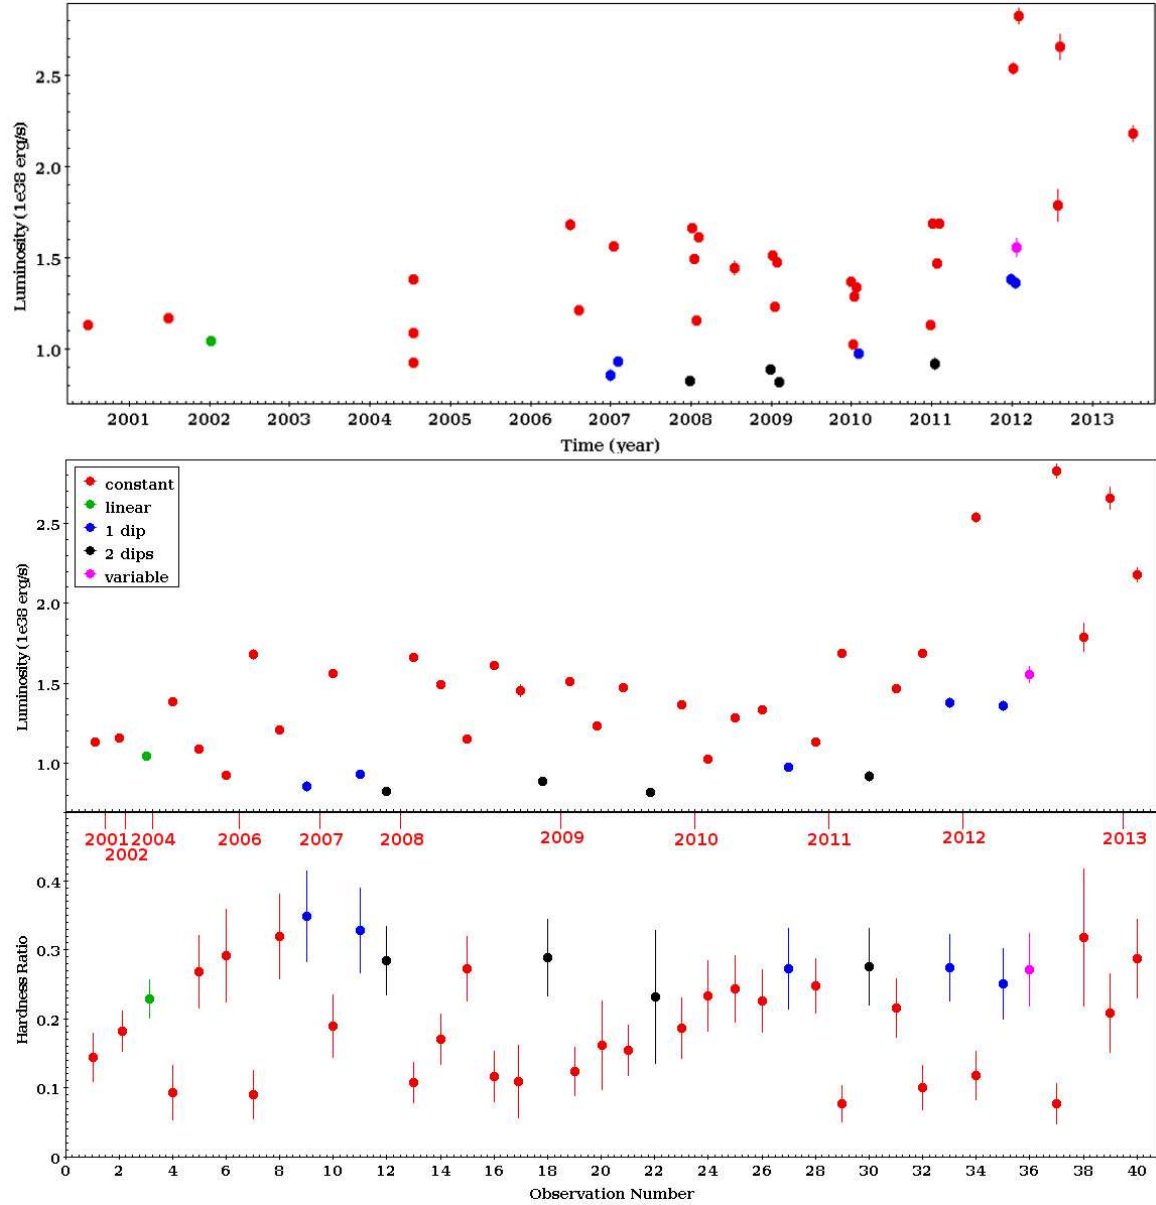 Luminosity (1e38 erg/s)
2.5
2.0
1.5
1.0
2001 2002 2003 2004 2005 2006 2007 2008 2009 2010 2011 2012 2013
Time (year)
Luminosity (1e38 erg/s)
constant
linear
1 dip
2 dips
variable
2.5
2.0
1.5
1.0
2001 2004 2006 2007 2008 2009 2010 2011 2012 2013
2002
Hardness Ratio
0.4
0.3
0.2
0.1
0
0 2 4 6 8 10 12 14 16 18 20 22 24 26 28 30 32 34 36 38 40
Observation Number